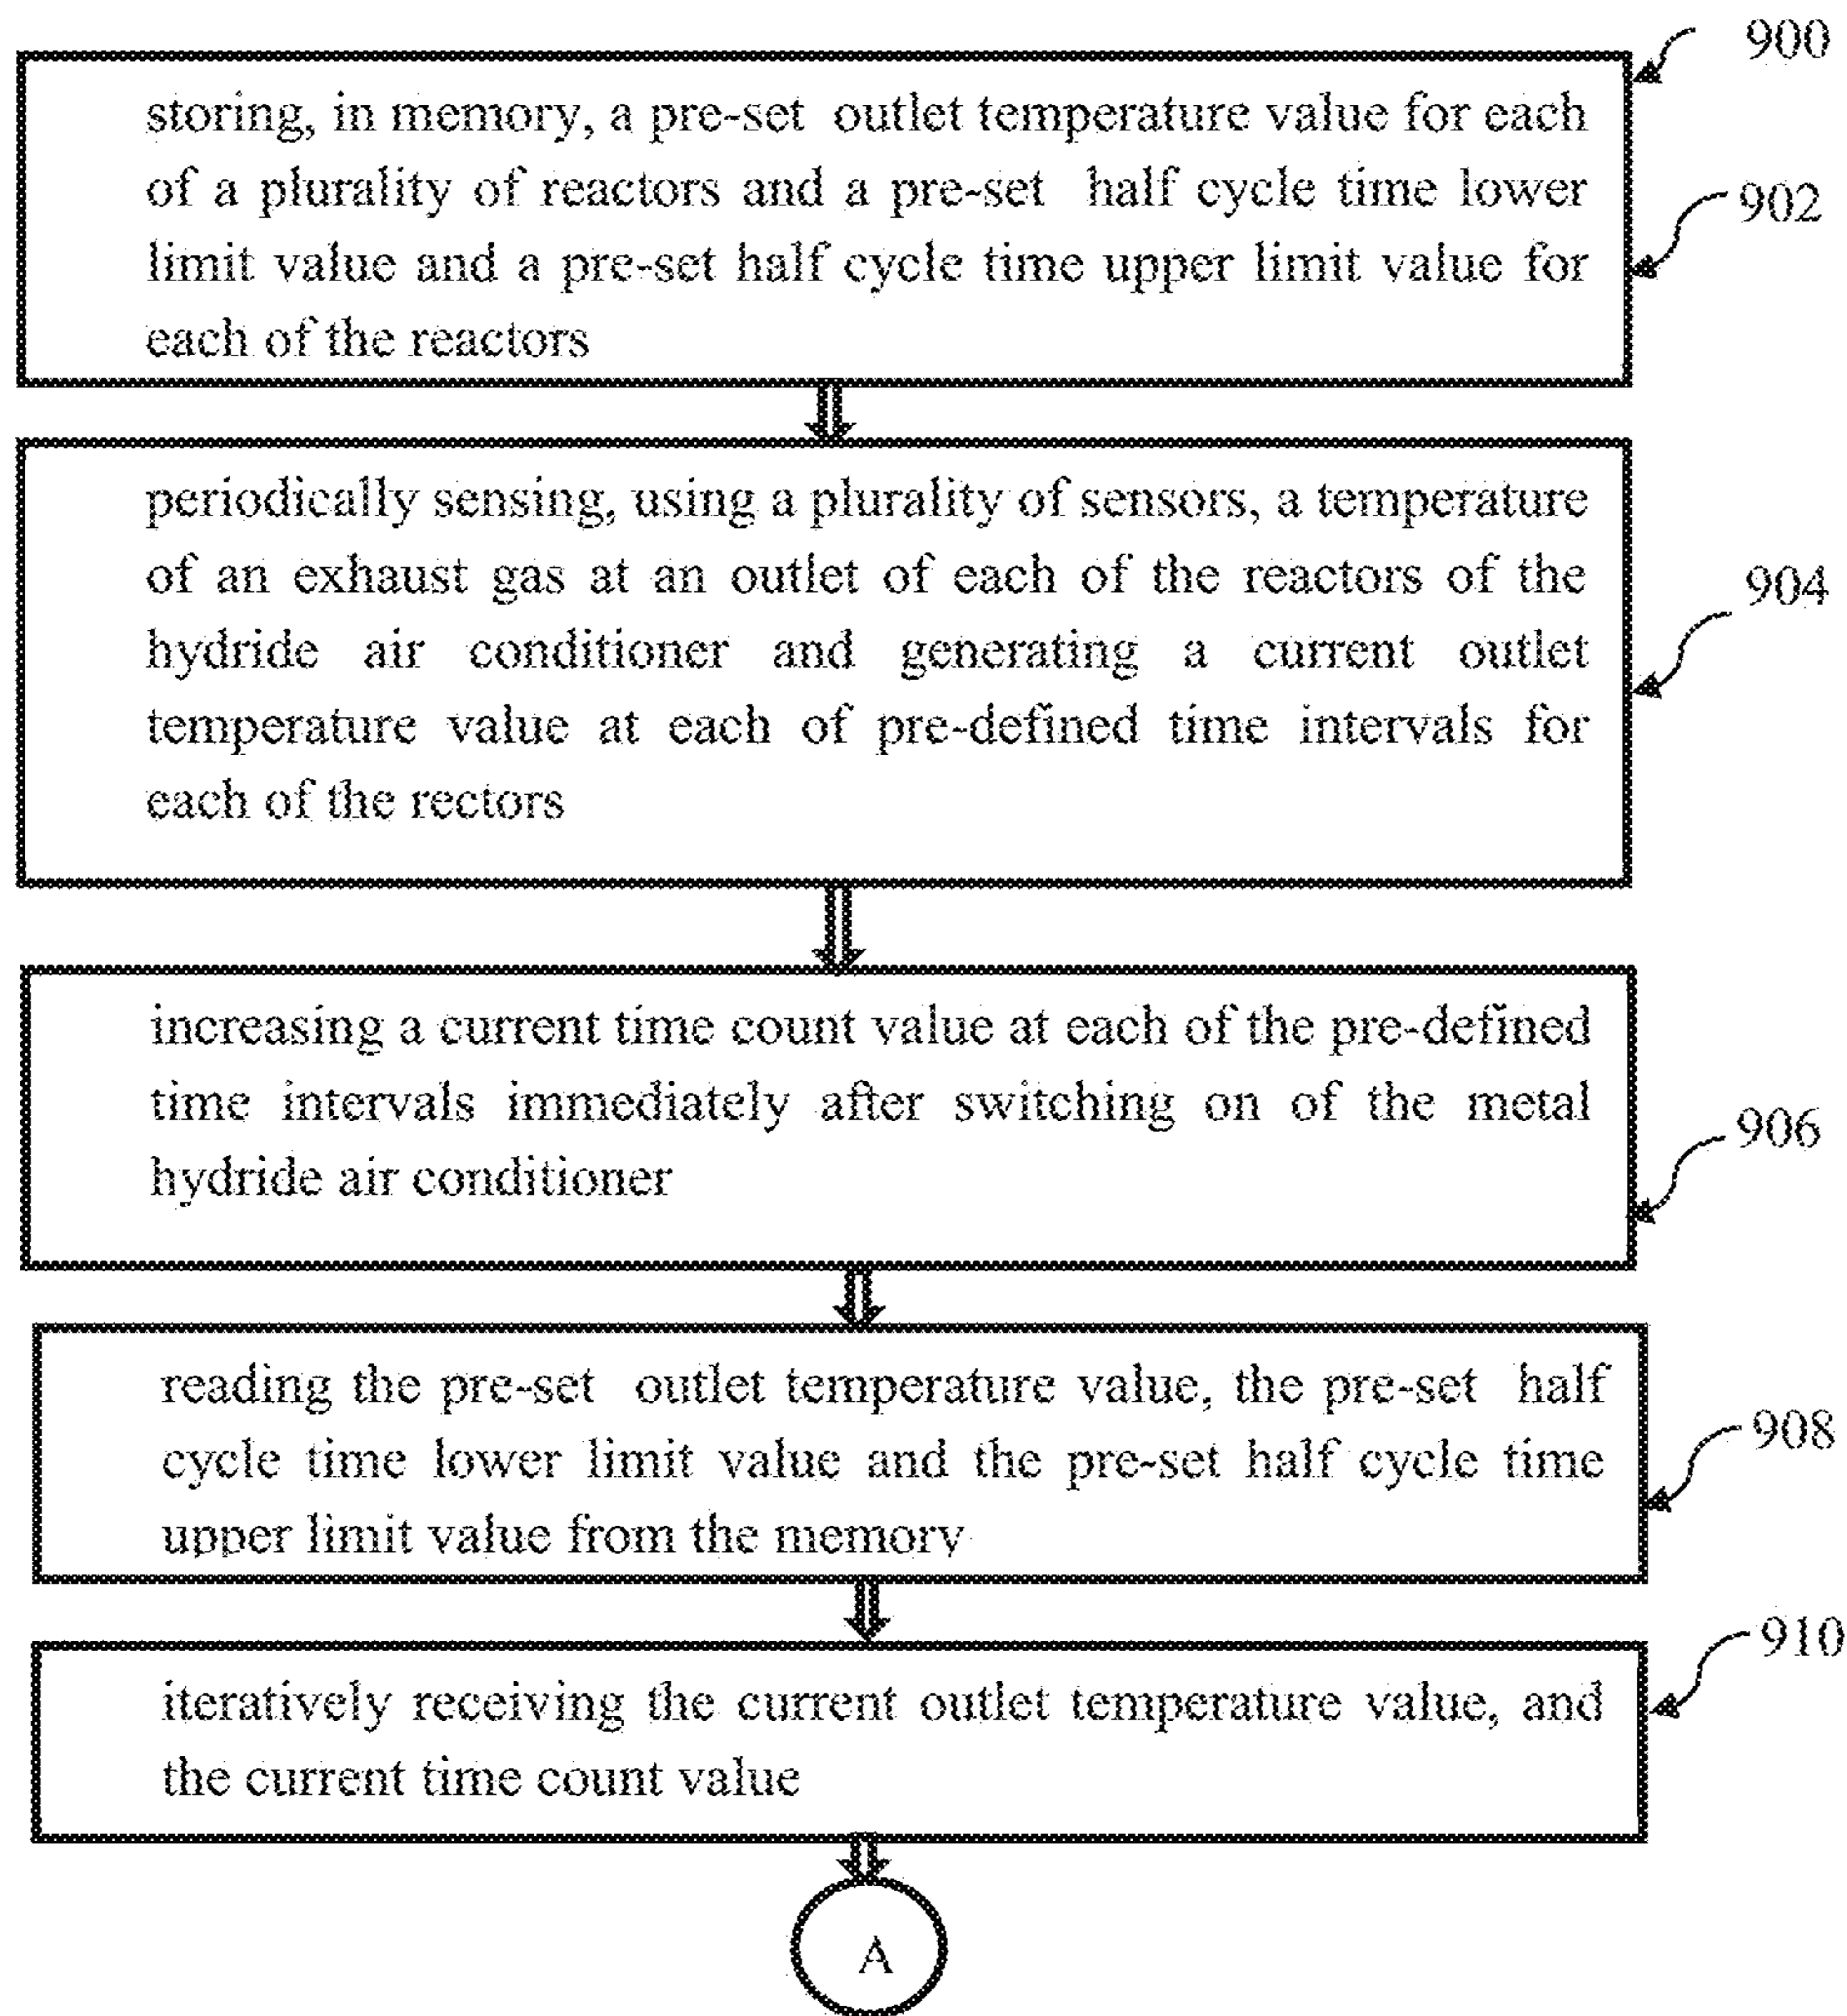 900
storing, in memory, a pre-set outlet temperature value for each
of a plurality of reactors and a pre-set half cycle time lower
902
limit value and a pre-set half cycle time upper limit value for
each of the reactors
periodically sensing, using a plurality of sensors, a temperature
of an exhaust gas at an outlet of each of the reactors of the
904
hydride air conditioner and generating a current outlet
temperature value at each of pre-defined time intervals for
each of the rectors
increasing a current time count value at each of the pre-defined
time intervals immediately after switching on of the metal
906
hydride air conditioner
reading the pre-set outlet temperature value, the pre-set half
908
cycle time lower limit value and the pre-set half cycle time
upper limit value from the memory
910
iteratively receiving the current outlet temperature value, and
the current time count value
A